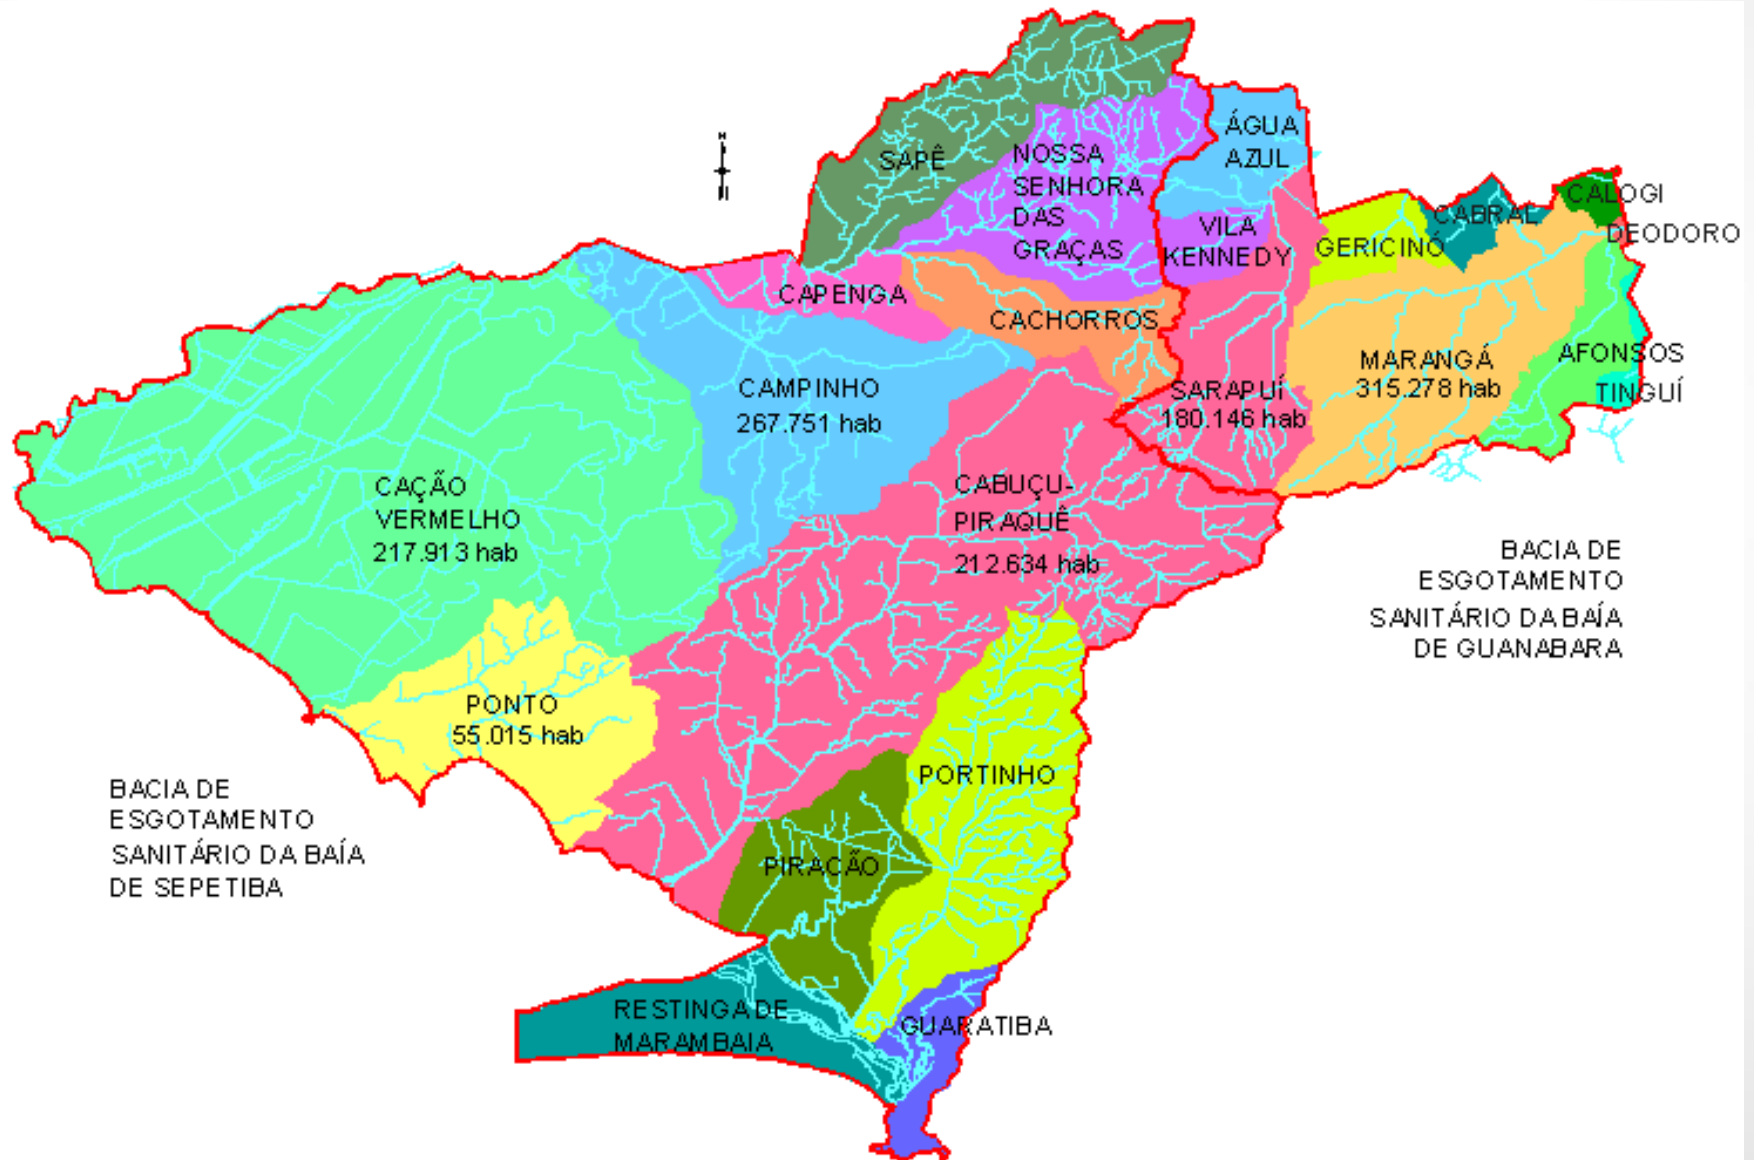 SAPÊ
NOSSA
SENHORA
DAS
GRAÇAS
ÁGUA
AZUL
VILA
KENNEDY
GERICINÓ
CABRAL
CALOGI
DEODORO
CAPENGA
CACHORROS
CAMPINHO
267.751 hab
SARAPUÍ
180.146 hab
MARANGÁ
315.278 hab
AFONSOS
TINGUÍ
CAÇÃO
VERMELHO
217.913 hab
CABUÇU-
PIRAQUÊ
212.634 hab
BACIA DE
ESGOTAMENTO
SANITÁRIO DA BAÍA
DE GUANABARA
PONTO
55.015 hab
PORTINHO
BACIA DE
ESGOTAMENTO
SANITÁRIO DA BAÍA
DE SEPETIBA
PIRACÃO
RESTINGA DE
MARAMBAIA
GUARATIBA